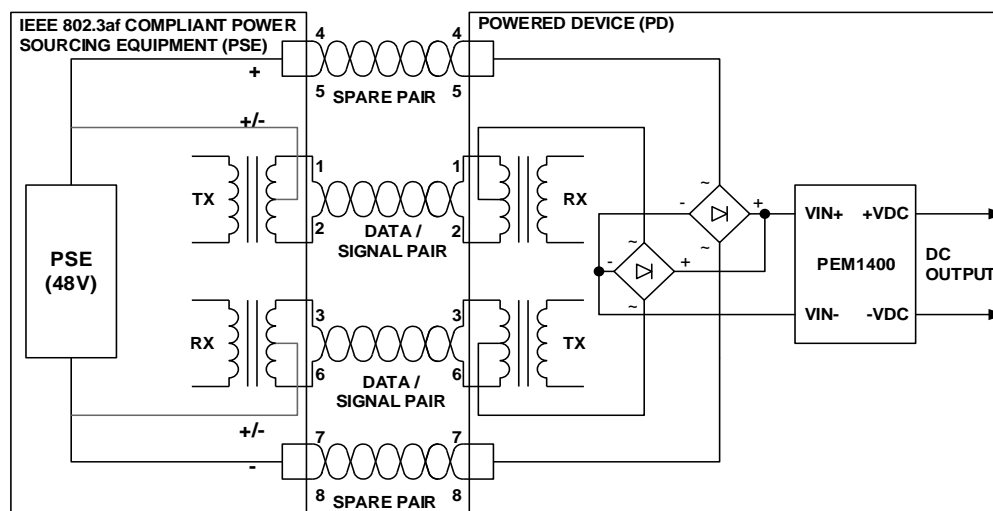 IEEE 802.3af COMPLIANT POWER
SOURCING EQUIPMENT (PSE)
POWERED DEVICE (PD)
4
4
+
5
SPARE PAIR
5
+/-
1
1
TX
RX
2
2
DATA /
SIGNAL PAIR
~
-
+
~
~
-
+
~
PSE
(48V)
VIN+
+VDC
PEM1400
DC
OUTPUT
VIN-
-VDC
3
3
RX
TX
6
6
DATA /
SIGNAL PAIR
+/-
-
7
7
8
SPARE PAIR
8